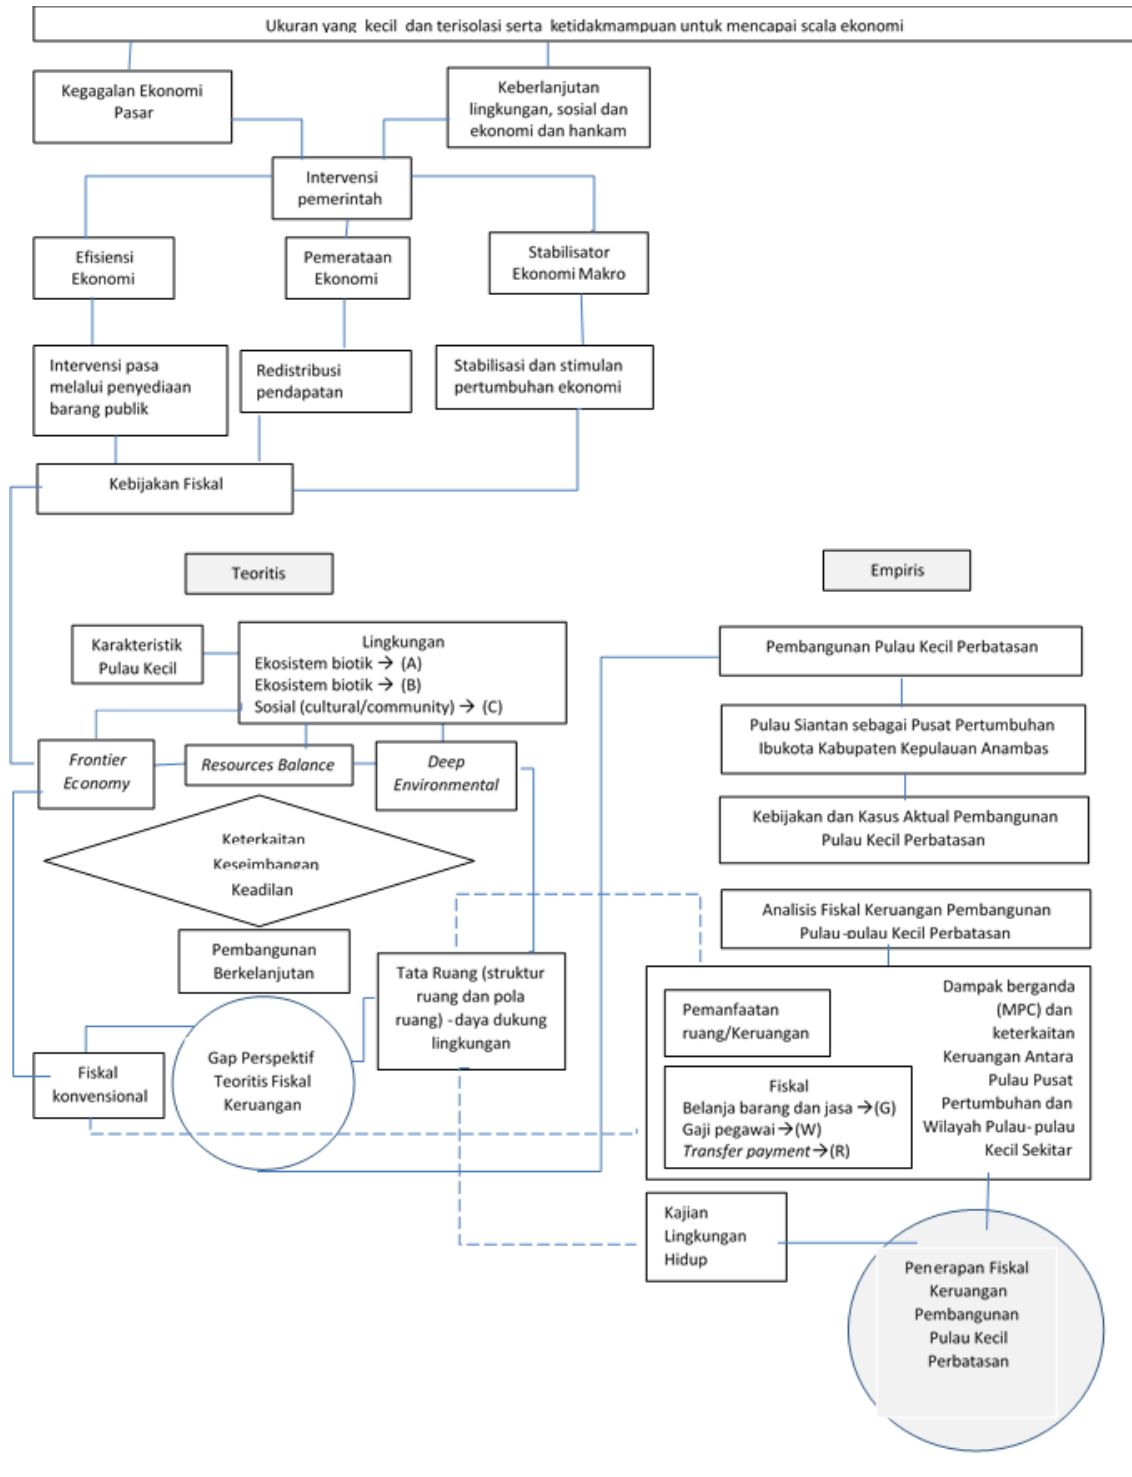 Ukuran yang kecil dan terisolasi serta ketidakmampuan untuk mencapai scala ekonomi
Kegagalan Ekonomi
Pasar
Keberlanjutan
lingkungan, sosial dan
ekonomi dan hankam
Intervensi
pemerintah
Efisiensi
Ekonomi
Pemerataan
Ekonomi
Stabilisator
Ekonomi Makro
Intervensi pasa
melalui penyediaan
barang publik
Redistribusi
pendapatan
Stabilisasi dan stimulan
pertumbuhan ekonomi
Kebijakan Fiskal
Teoritis
Karakteristik
Pulau Kecil
Lingkungan
Ekosistem biotik → (A)
Ekosistem biotik → (B)
Sosial (cultural/community) → (C)
Frontier
Economy
Resources Balance
Deep
Environmental
Keterkaitan
Keseimbangan
Keadilan
Pembangunan
Berkelanjutan
Tata Ruang (struktur
ruang dan pola
ruang) -daya dukung
lingkungan
Gap Perspektif
Teoritis Fiskal
Keruangan
Fiskal
konvensional
Empiris
Pembangunan Pulau Kecil Perbatasan
Pulau Siantan sebagai Pusat Pertumbuhan
Ibukota Kabupaten Kepulauan Anambas
Kebijakan dan Kasus Aktual Pembangunan
Pulau Kecil Perbatasan
Analisis Fiskal Keruangan Pembangunan
Pulau-pulau Kecil Perbatasan
Pemanfaatan
ruang/Keruangan
Fiskal
Belanja barang dan jasa →(G)
Gaji pegawai →(W)
Transfer payment →(R)
Dampak berganda
(MPC) dan
keterkaitan
Keruangan Antara
Pulau Pusat
Pertumbuhan dan
Wilayah Pulau- pulau
Kecil Sekitar
Kajian
Lingkungan
Hidup
Penerapan Fiskal
Keruangan
Pembangunan
Pulau Kecil
Perbatasan